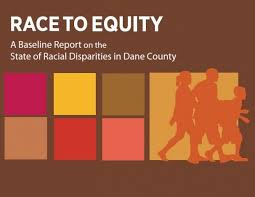 RACE TO EQUITY
A Baseline Report on the
State of Racial Disparities in Dane County